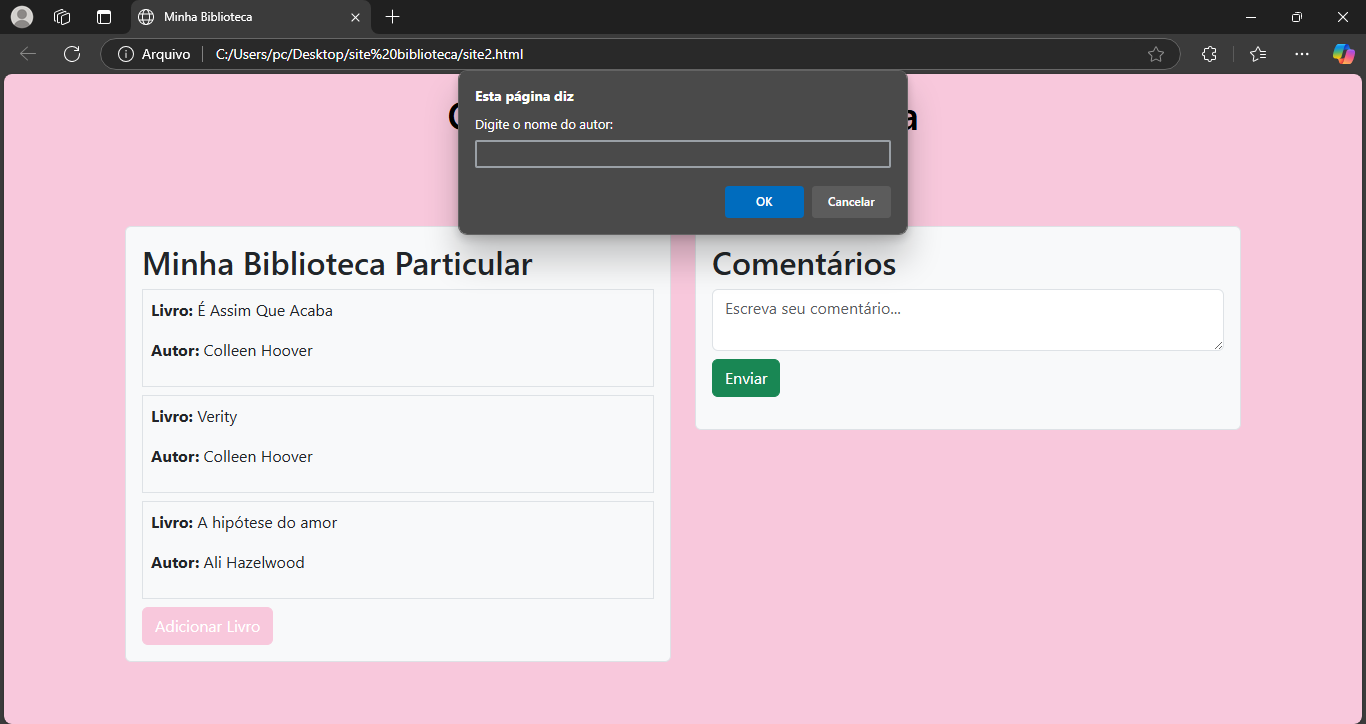 Minha Biblioteca
Arquivo
C:/Users/pc/Desktop/site%20biblioteca/site2.html
Esta página diz
Digite o nome do autor:
OK
Cancelar
Minha Biblioteca Particular
Livro: É Assim Que Acaba
Autor: Colleen Hoover
Livro: Verity
Autor: Colleen Hoover
Livro: A hipótese do amor
Autor: Ali Hazelwood
Adicionar Livro
Comentários
Escreva seu comentário...
Enviar